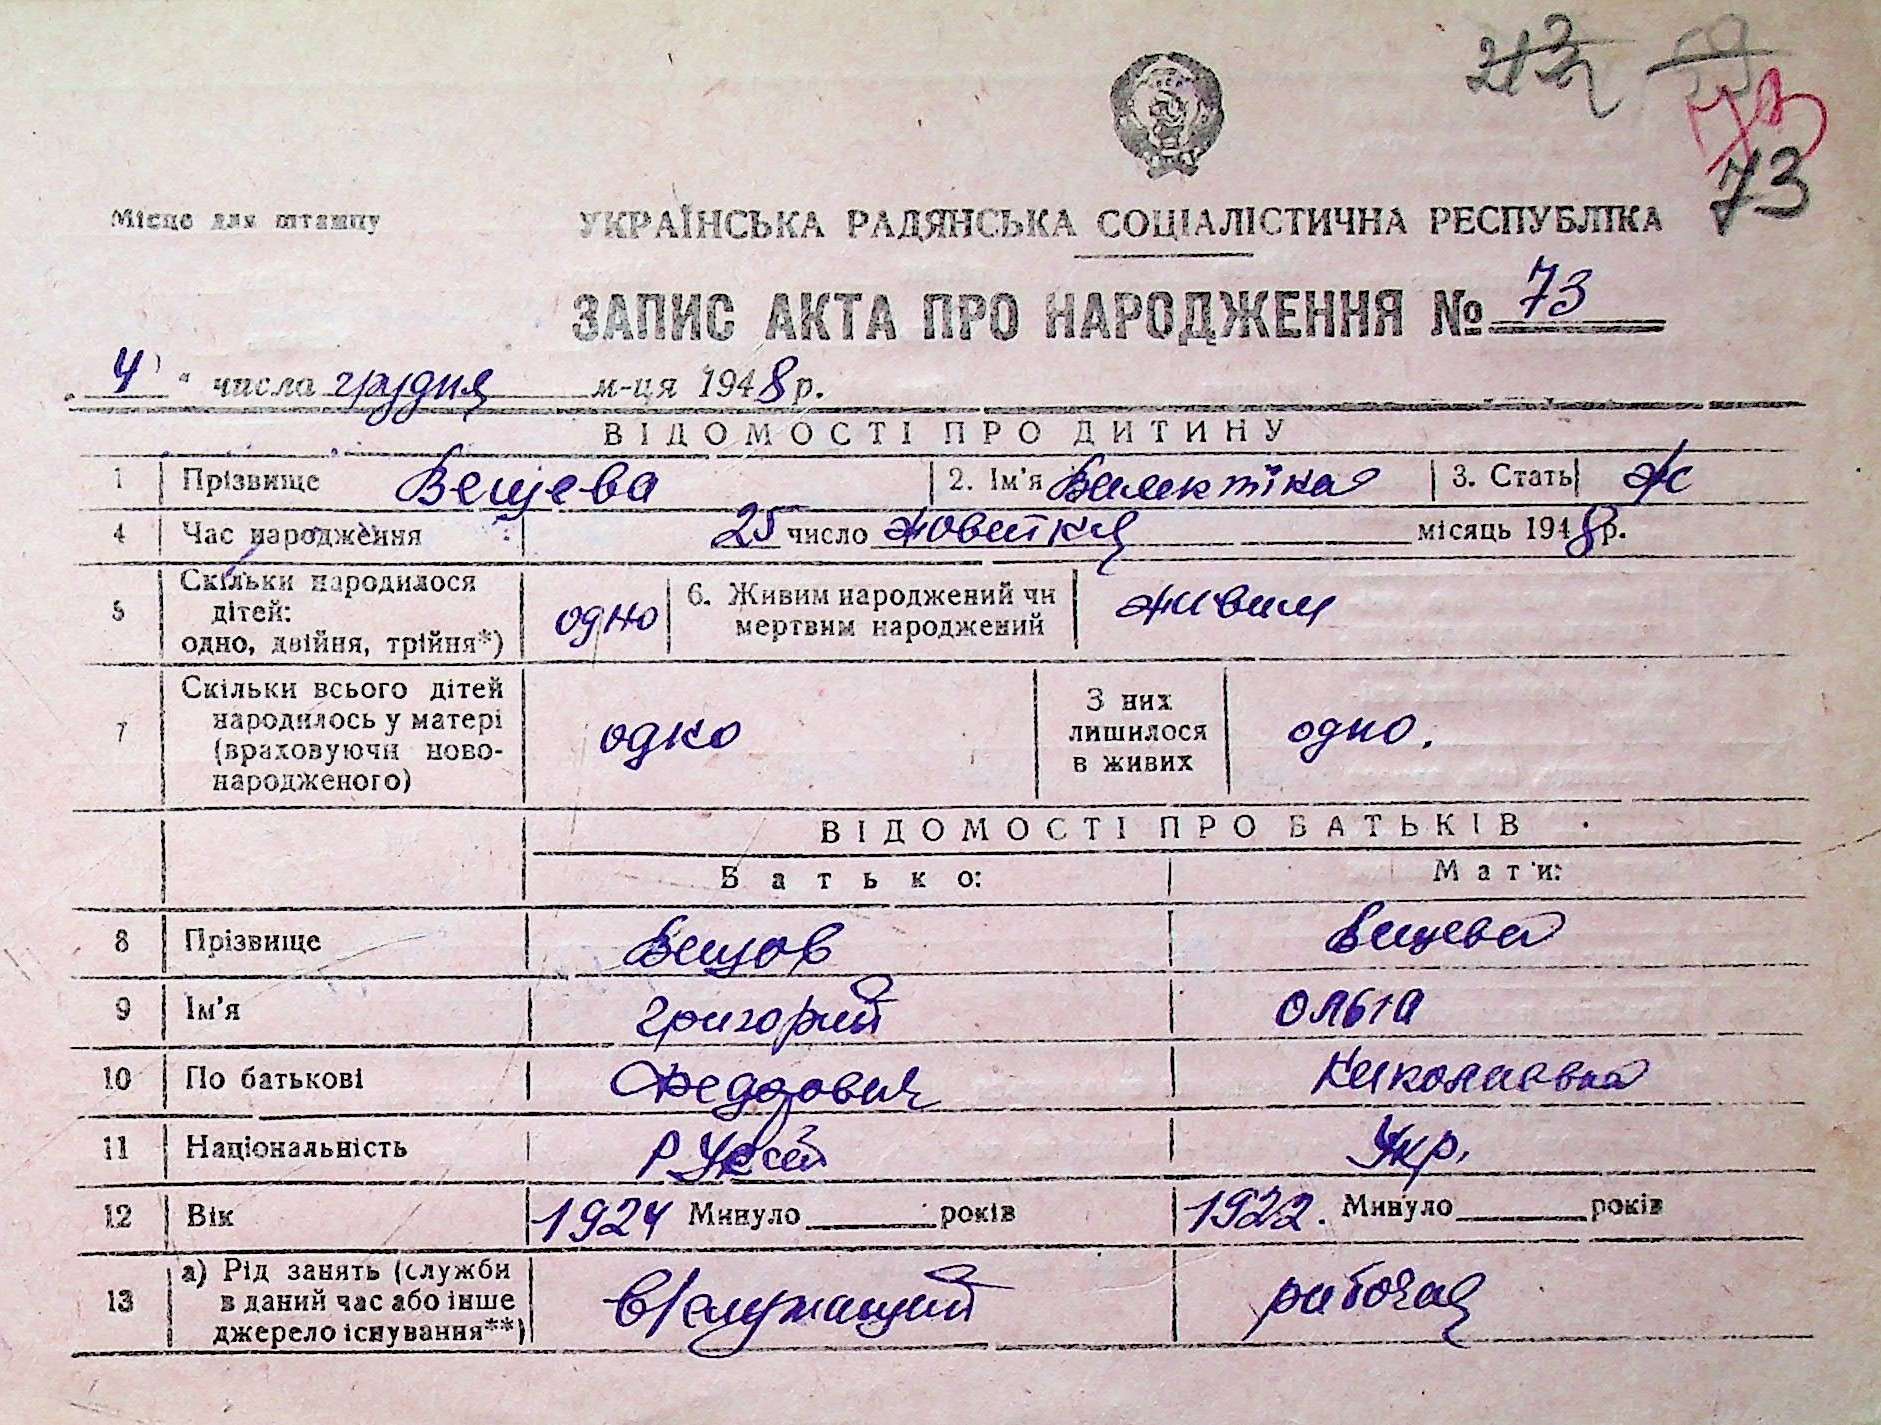 73
73
Місце для штампу
УКРАЇНСЬКА РАДЯНСЬКА СОЦІАЛІСТИЧНА РЕСПУБЛІКА
ЗАПИС АКТА ПРО НАРОДЖЕННЯ № 73
„ 4 " числа грудня м-ця 1948 р.
ВІДОМОСТІ ПРО ДИТИНУ
1 Прізвище Вещева 2. Ім'я 3. Стать ж
4 Час народження 25 число жовтня місяць 1948 р.
5 Скільки народилося дітей: одно, двійня, трійня*) одно 6. Живим народжений чи мертвим народжений живим
7 Скільки всього дітей народилось у матері (враховуючи новонародженого) одно З них лишилося в живих одно.
ВІДОМОСТІ ПРО БАТЬКІВ
Батько: Мати:
8 Прізвище Вещов Вещева
9 Ім'я Григорий Ольга
10 По батькові Федорович Николаевна
11 Національність Руский Укр.
12 Вік 1924 Минуло ____ років 1922. Минуло ____ років
13 а) Рід занять (служби в даний час або інше джерело існування**) в/служащий рабочая